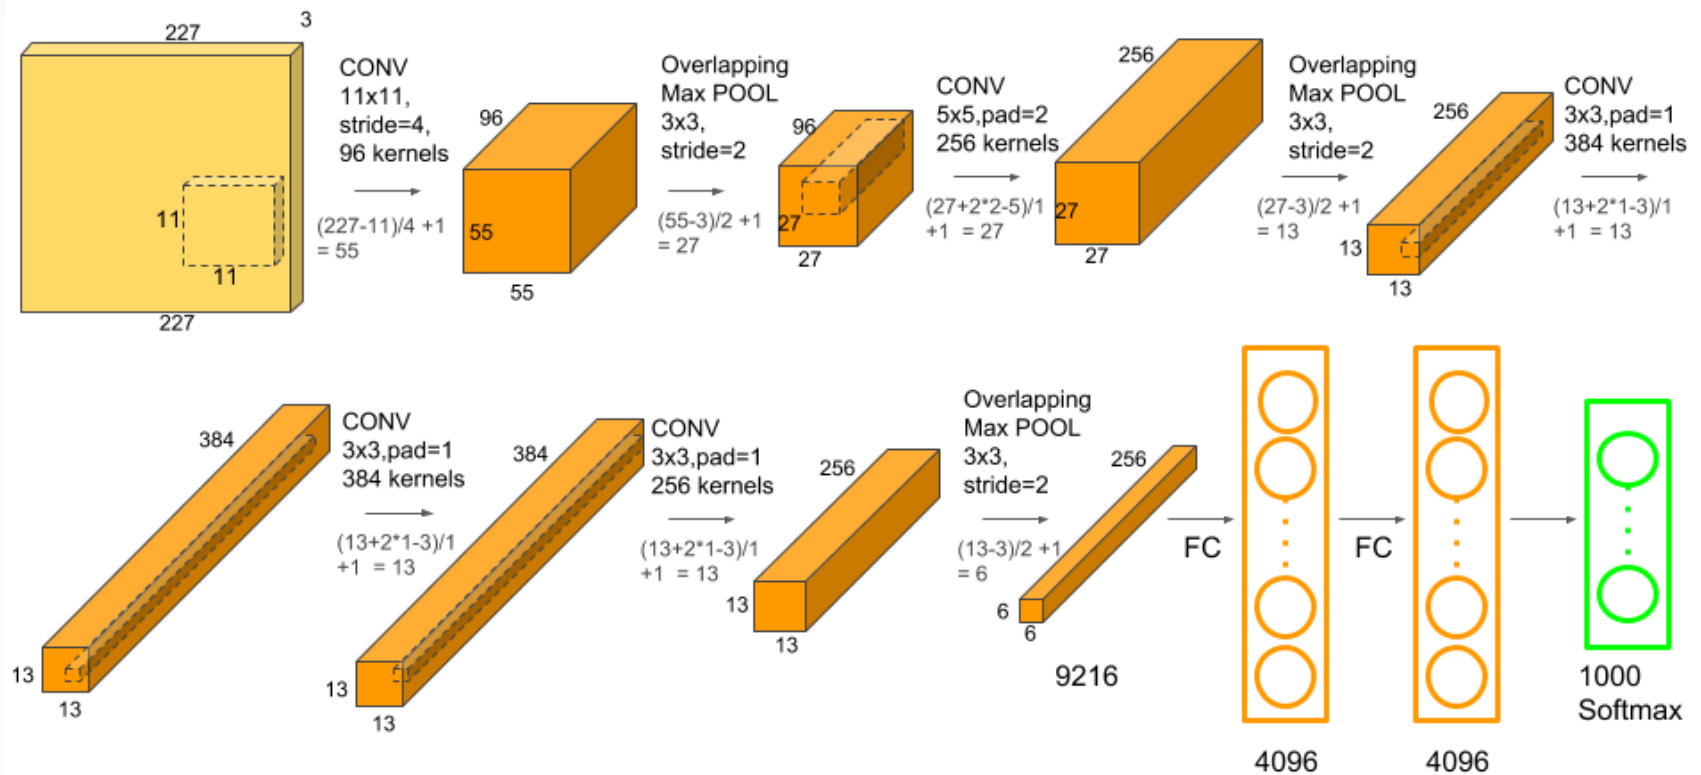 227
3
11
11
227
CONV
11x11,
stride=4,
96 kernels
(227-11)/4 +1
= 55
96
55
55
Overlapping
Max POOL
3x3,
stride=2
(55-3)/2 +1
= 27
96
27
27
CONV
5x5,pad=2
256 kernels
(27+2*2-5)/1
+1 = 27
256
27
27
Overlapping
Max POOL
3x3,
stride=2
(27-3)/2 +1
= 13
256
13
13
CONV
3x3,pad=1
384 kernels
(13+2*1-3)/1
+1 = 13
384
13
13
CONV
3x3,pad=1
384 kernels
(13+2*1-3)/1
+1 = 13
384
13
13
CONV
3x3,pad=1
256 kernels
(13+2*1-3)/1
+1 = 13
256
13
13
Overlapping
Max POOL
3x3,
stride=2
(13-3)/2 +1
= 6
256
6
6
9216
FC
4096
FC
4096
1000
Softmax